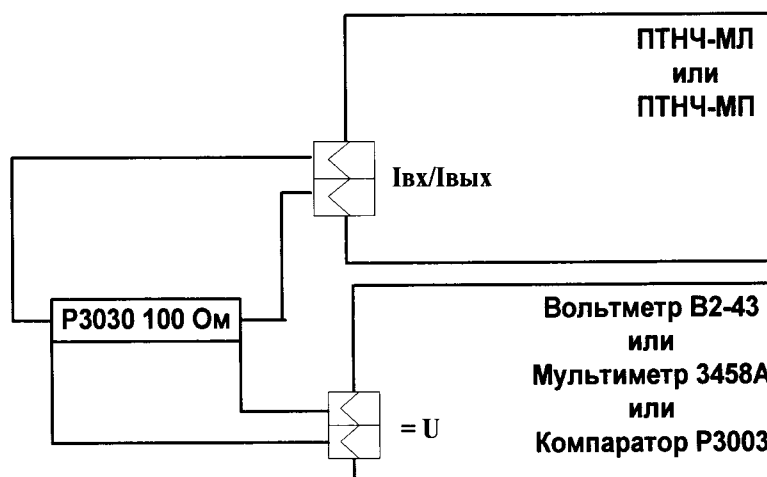 ПТНЧ-МЛ
или
ПТНЧ-МП
Iвх/Iвых
Р3030 100 Ом
Вольтметр В2-43
или
Мультиметр 3458А
или
Компаратор Р3003
= U